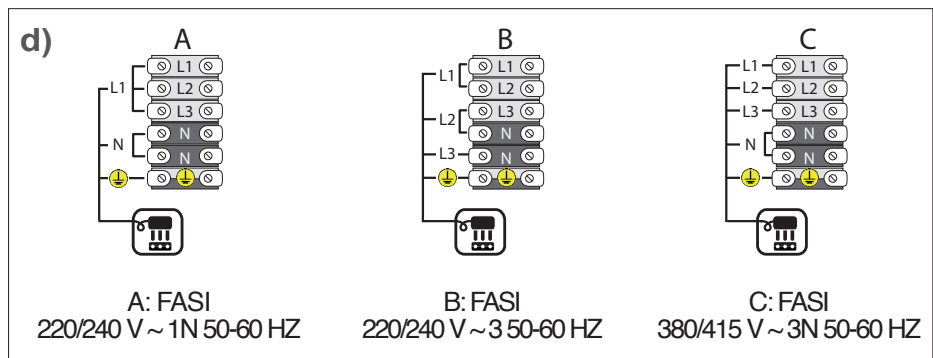 d)
A
B
C
L1
L1
L2
L3
N
N
N
L1
L2
L3
L1
L2
L3
N
N
L1
L2
L3
N
L1
L2
L3
N
N
A: FASI
220/240 V ~ 1N 50-60 HZ
B: FASI
220/240 V ~ 3 50-60 HZ
C: FASI
380/415 V ~ 3N 50-60 HZ